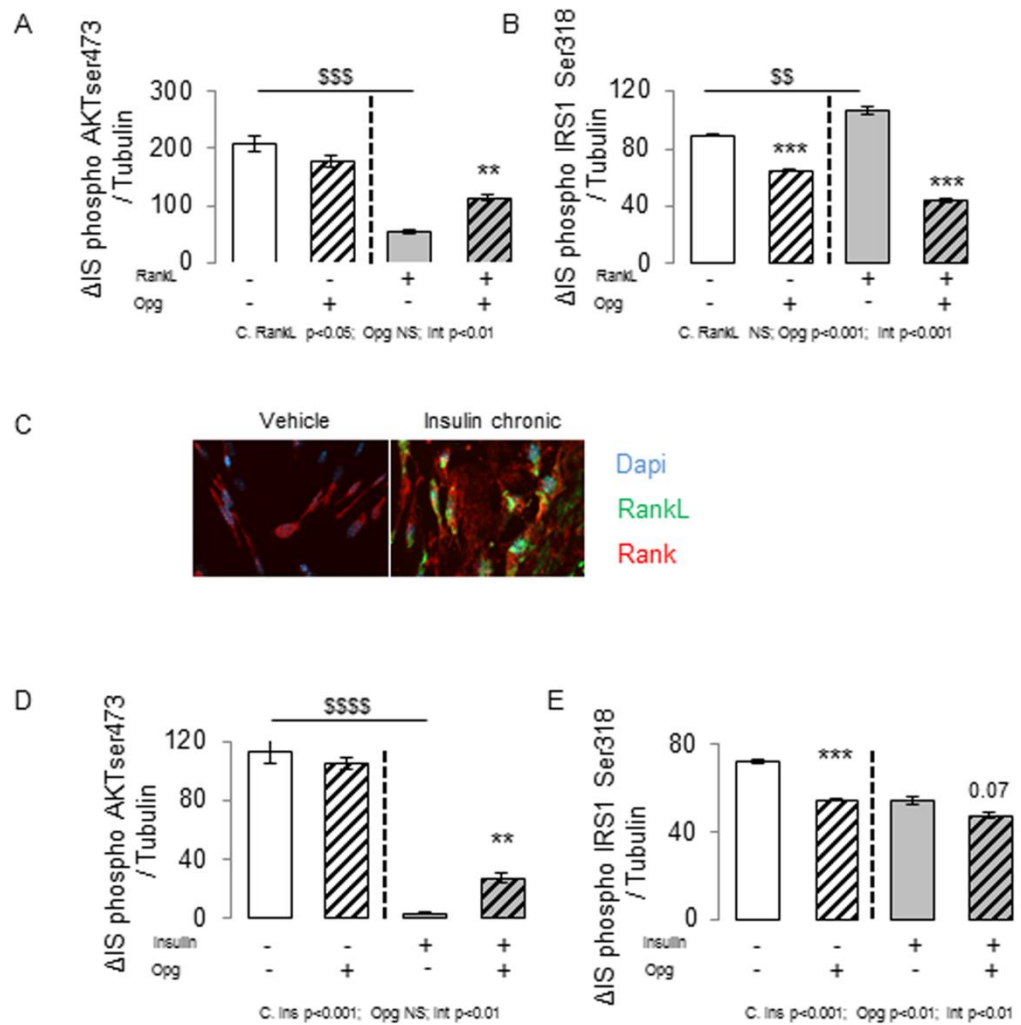 A
ΔIS phospho AKTser473
/ Tubulin
300
200
100
0
$$$
**
RankL - - + +
Opg - + - +
C. RankL p<0.05; Opg NS; Int p<0.01
B
ΔIS phospho IRS1 Ser318
/ Tubulin
120
80
40
0
$$
***
***
RankL - - + +
Opg - + - +
C. RankL NS; Opg p<0.001; Int p<0.001
C
Vehicle
Insulin chronic
Dapi
RankL
Rank
D
ΔIS phospho AKTser473
/ Tubulin
120
80
40
0
$$$$
**
Insulin - - + +
Opg - + - +
C. Ins p<0.001; Opg NS; Int p<0.01
E
ΔIS phospho IRS1 Ser318
/ Tubulin
80
40
0
***
0.07
Insulin - - + +
Opg - + - +
C. Ins p<0.001; Opg p<0.01; Int p<0.01